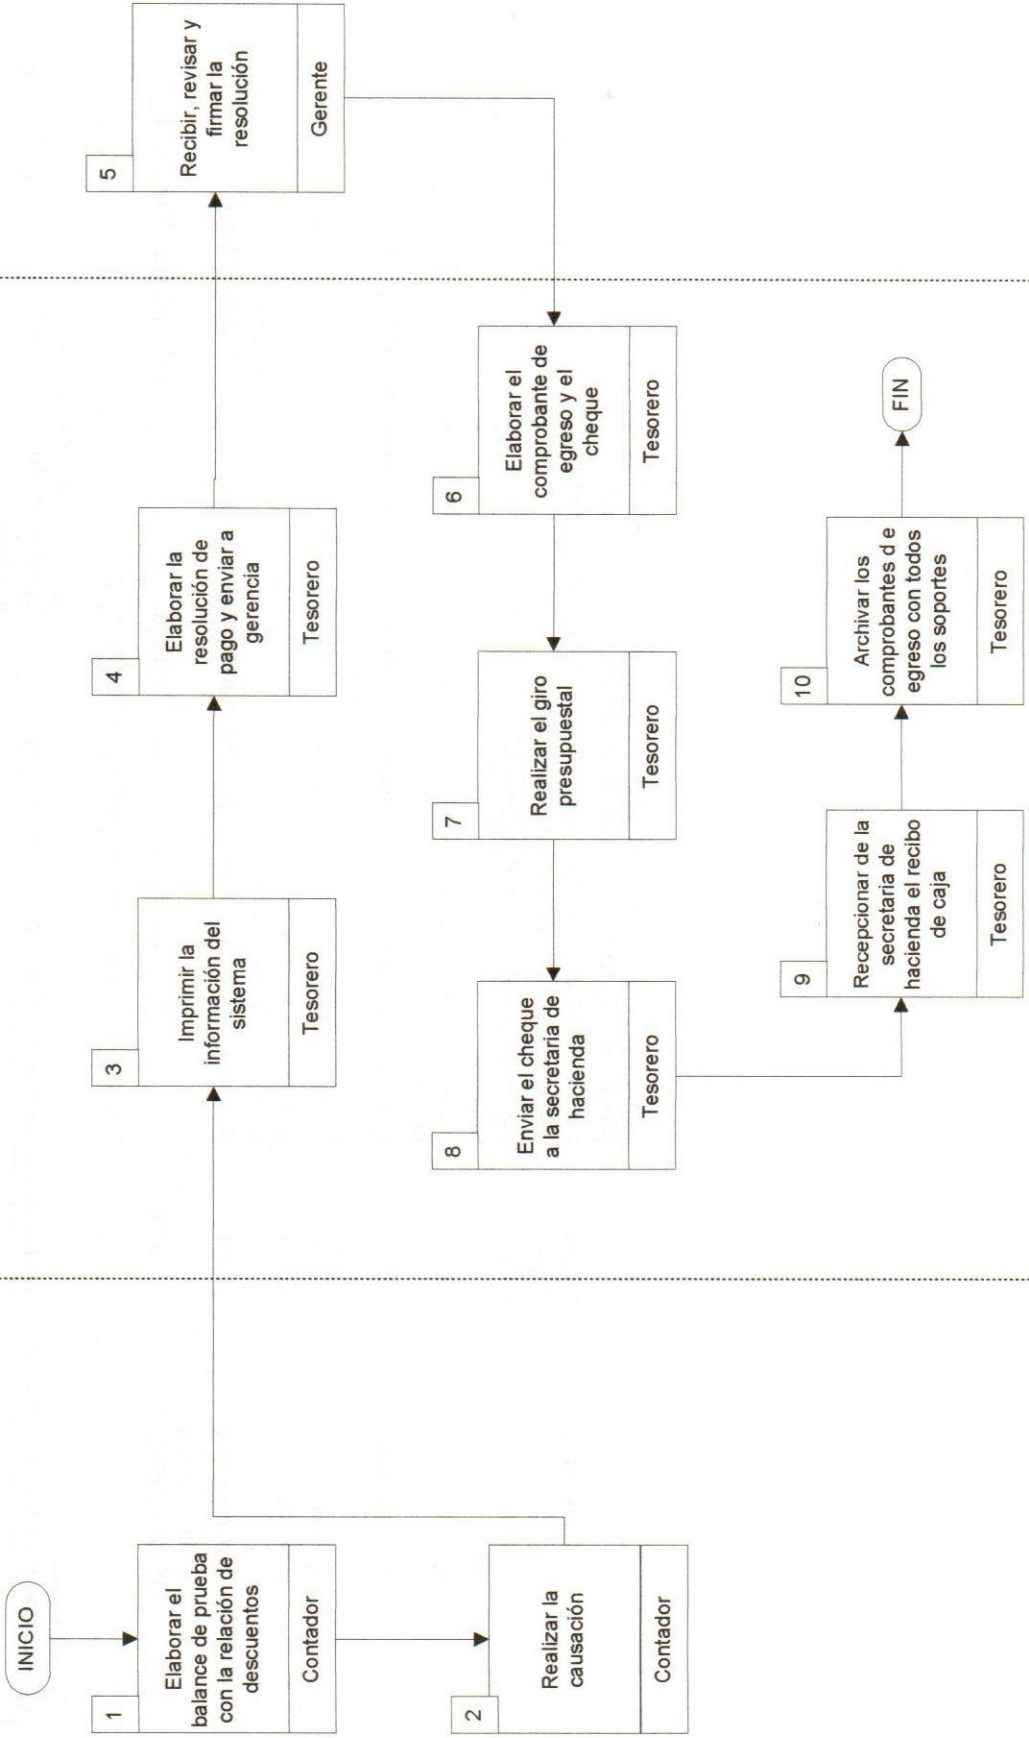 INICIO
1
Elaborar el
balance de prueba
con la relación de
descuentos
Contador
2
Realizar la
causación
Contador
3
Imprimir la
información del
sistema
Tesorero
4
Elaborar la
resolución de
pago y enviar a
gerencia
Tesorero
5
Recibir, revisar y
firmar la
resolución
Gerente
6
Elaborar el
comprobante de
egreso y el
cheque
Tesorero
7
Realizar el giro
presupuestal
Tesorero
8
Enviar el cheque
a la secretaria de
hacienda
Tesorero
9
Recepcionar de la
secretaria de
hacienda el recibo
de caja
Tesorero
10
Archivar los
comprobantes d e
egreso con todos
los soportes
Tesorero
FIN